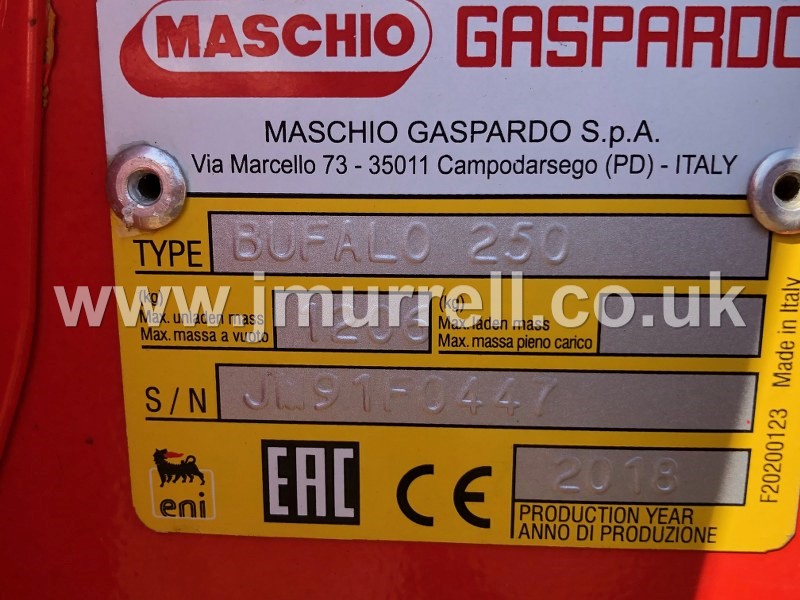 MASCHIO GASPARDO
MASCHIO GASPARDO S.p.A.
Via Marcello 73 - 35011 Campodarsego (PD) - ITALY
TYPE BUFALO 250
www.jmurrell.co.uk
(kg)
Max. unladen mass
Max. massa a vuoto
1206
(kg)
Max. laden mass
Max. massa pieno carico
S/N JM91F0447
eni
EAC
CE
2018
PRODUCTION YEAR
ANNO DI PRODUZIONE
F20200123 Made in Italy